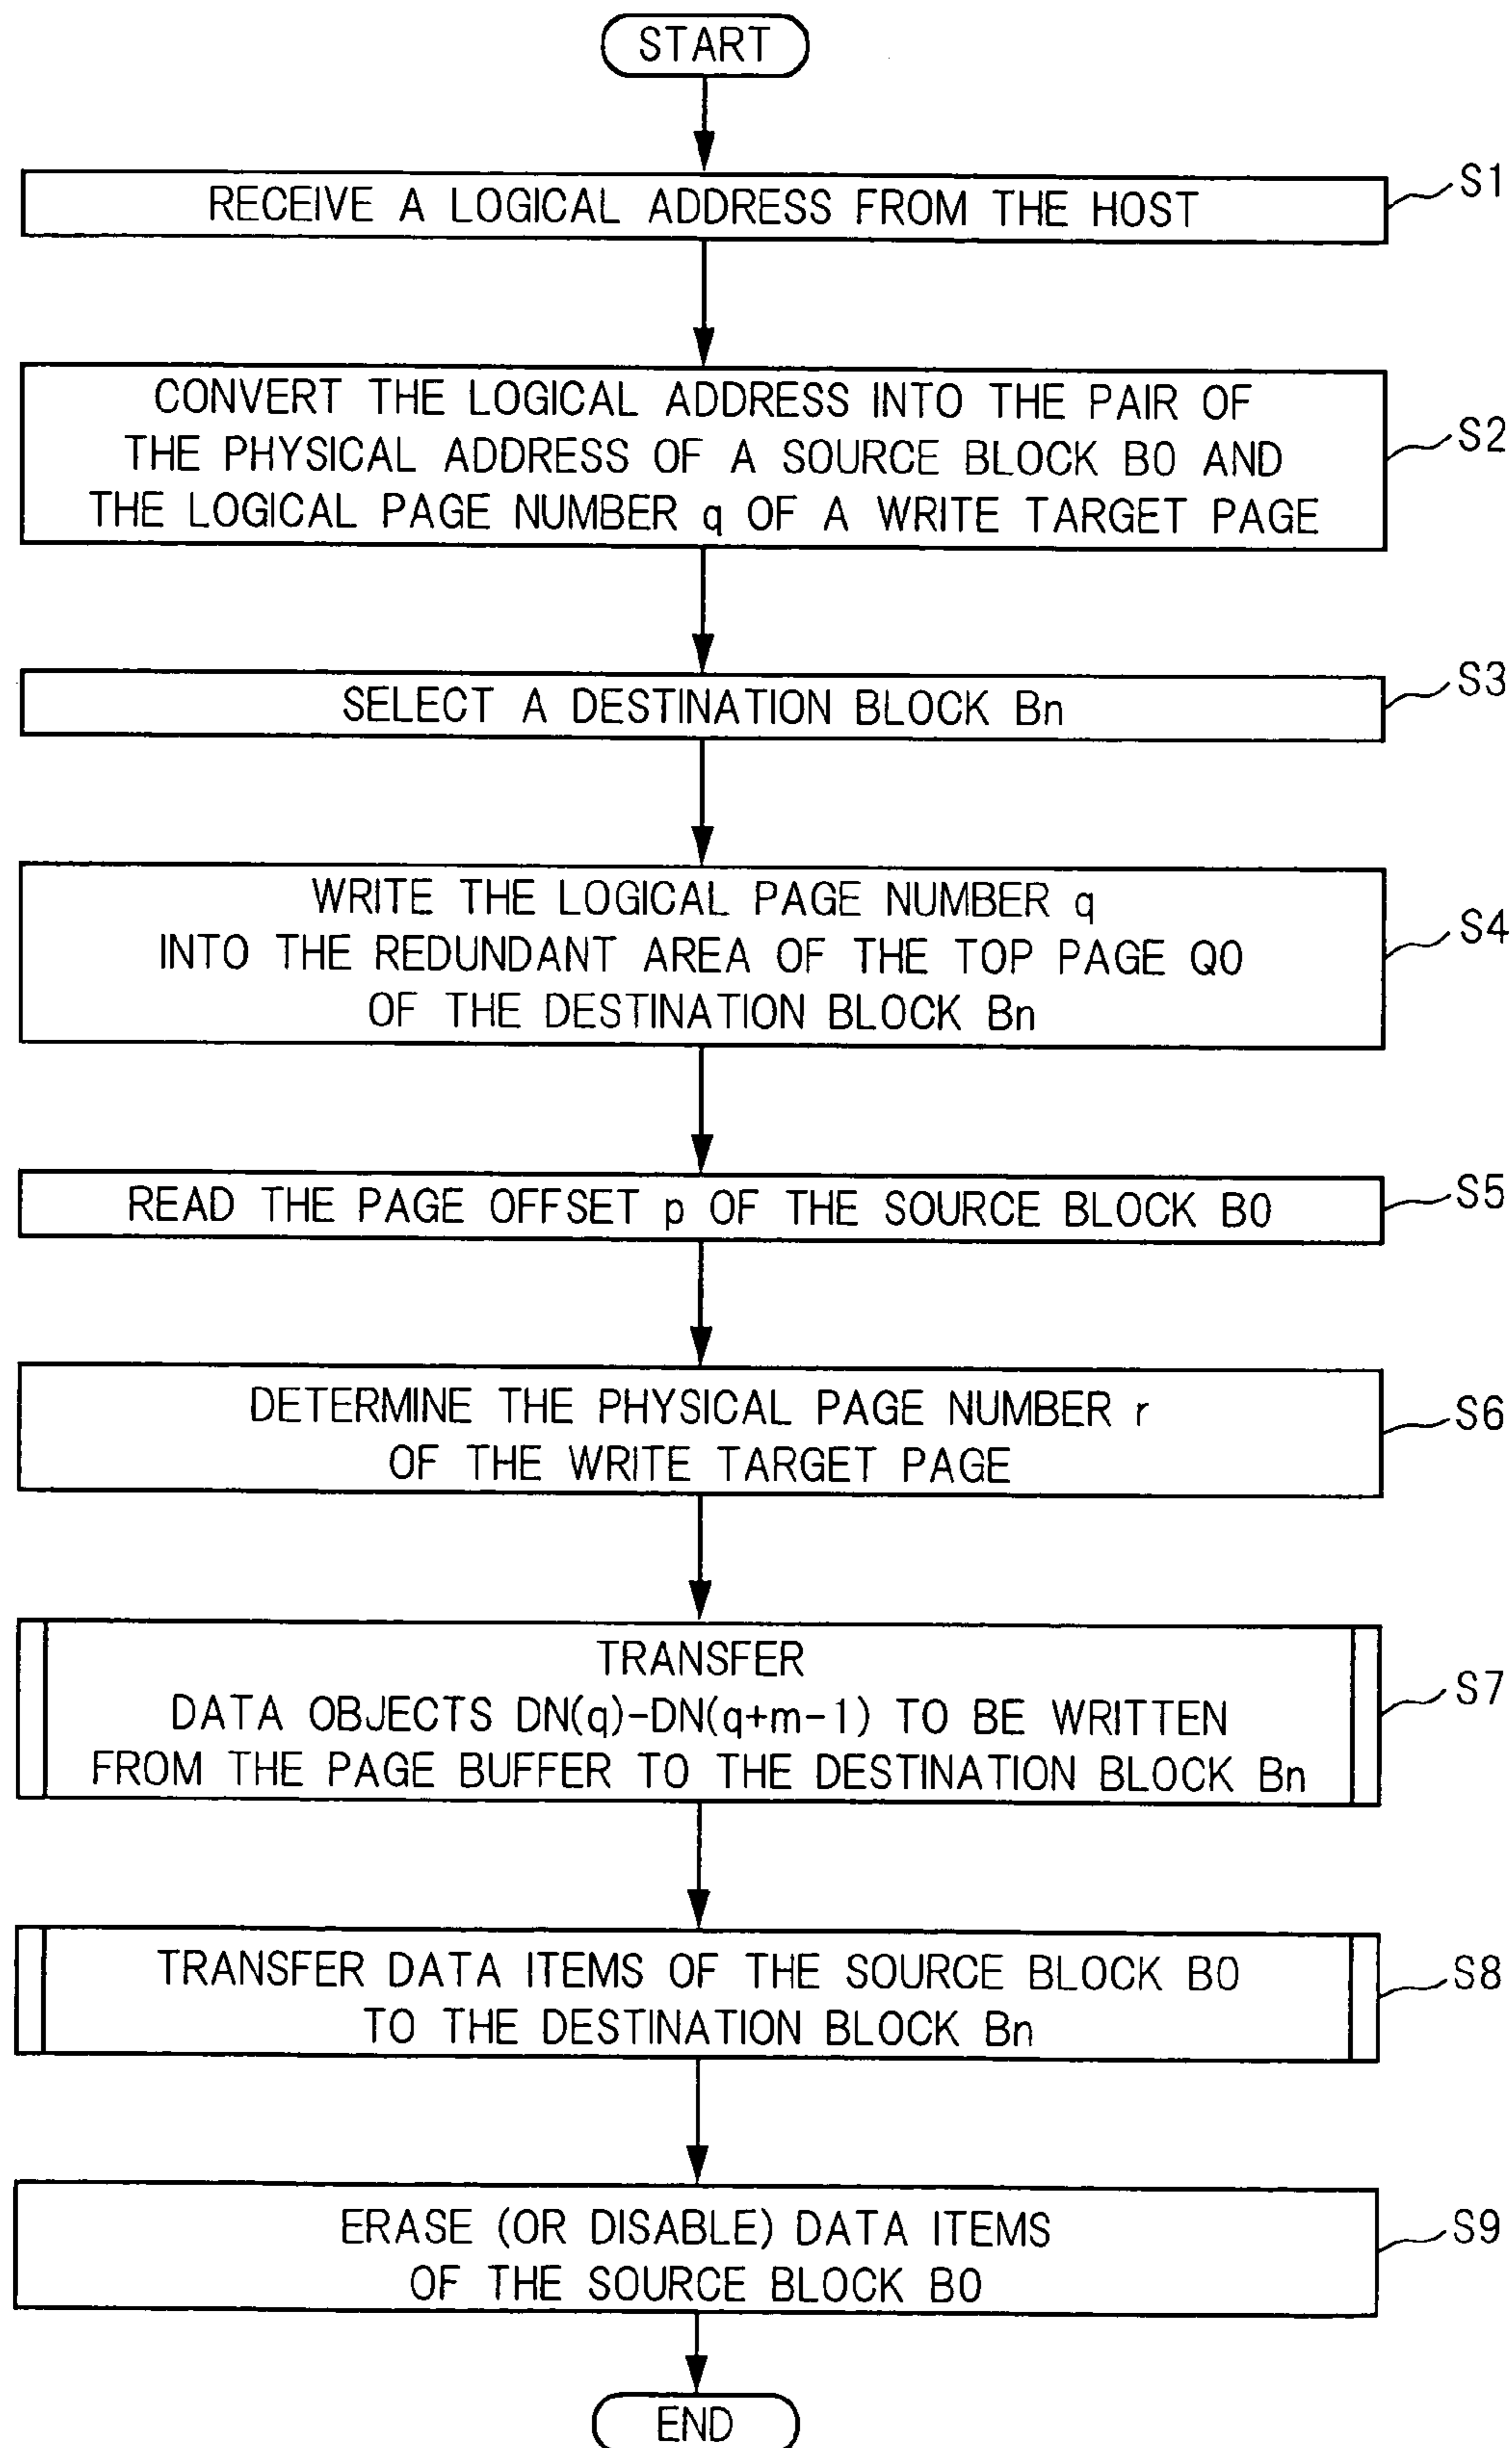 START
RECEIVE A LOGICAL ADDRESS FROM THE HOST
S1
CONVERT THE LOGICAL ADDRESS INTO THE PAIR OF
THE PHYSICAL ADDRESS OF A SOURCE BLOCK B0 AND
THE LOGICAL PAGE NUMBER q OF A WRITE TARGET PAGE
S2
SELECT A DESTINATION BLOCK Bn
S3
WRITE THE LOGICAL PAGE NUMBER q
INTO THE REDUNDANT AREA OF THE TOP PAGE Q0
OF THE DESTINATION BLOCK Bn
S4
READ THE PAGE OFFSET p OF THE SOURCE BLOCK B0
S5
DETERMINE THE PHYSICAL PAGE NUMBER r
OF THE WRITE TARGET PAGE
S6
TRANSFER
DATA OBJECTS DN(q)-DN(q+m-1) TO BE WRITTEN
FROM THE PAGE BUFFER TO THE DESTINATION BLOCK Bn
S7
TRANSFER DATA ITEMS OF THE SOURCE BLOCK B0
TO THE DESTINATION BLOCK Bn
S8
ERASE (OR DISABLE) DATA ITEMS
OF THE SOURCE BLOCK B0
S9
END